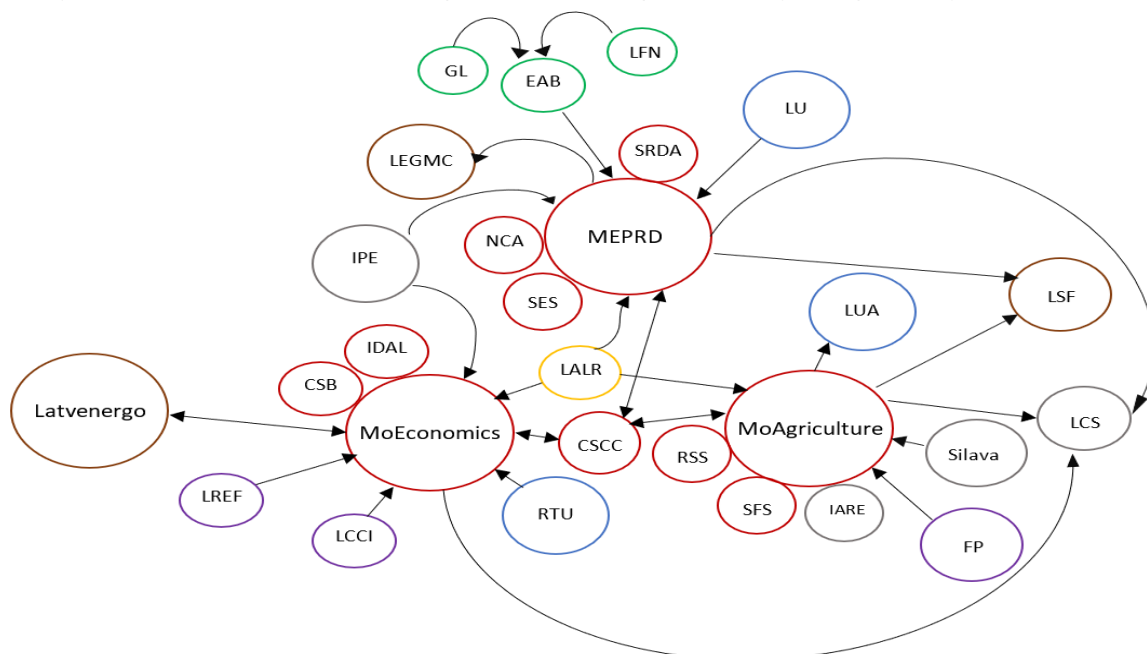 LFN
GL
EAB
LU
SRDA
LEGMC
NCA
MEPRD
IPE
SES
LSF
LUA
IDAL
LALR
CSB
Latvenergo
MoEconomics
MoAgriculture
LCS
CSCC
RSS
Silava
LREF
RTU
SFS
IARE
LCCI
FP